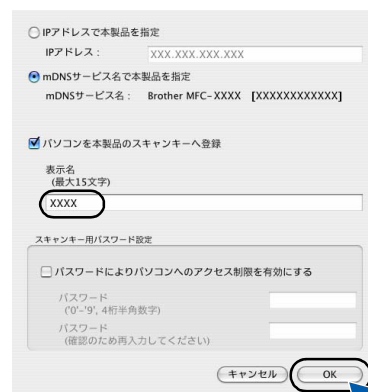 IPアドレスで本製品を指定
IPアドレス： XXX.XXX.XXX.XXX
mDNSサービス名で本製品を指定
mDNSサービス名： Brother MFC-XXXX [XXXXXXXXXXXX]
パソコンを本製品のスキャンキーへ登録
表示名
(最大15文字)
XXXX
スキャンキー用パスワード設定
パスワードによりパソコンへのアクセス制限を有効にする
パスワード
('0'-'9', 4桁半角数字)
パスワード
(確認のため再入力してください)
キャンセル OK